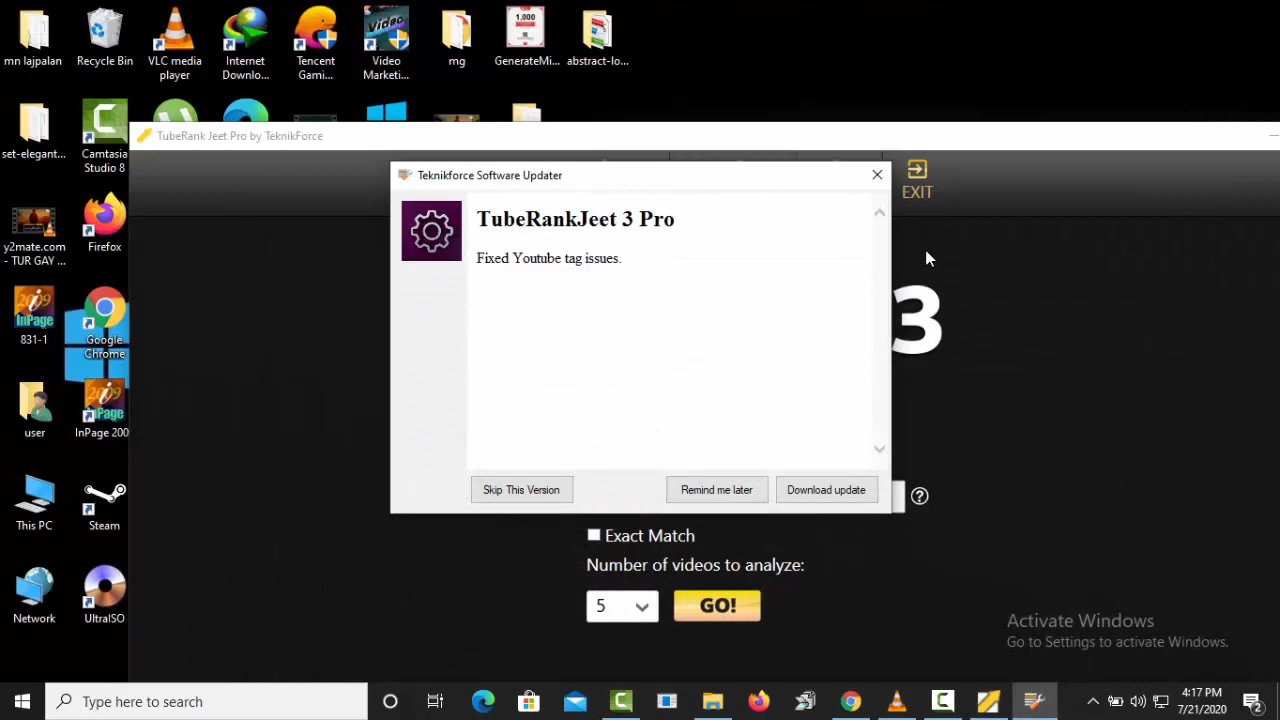 mn lajpalan
Recycle Bin
VLC media
player
Internet
Downlo...
Tencent
Gami...
Video
Marketi...
mg
GenerateMi...
abstract-lo...
set-elegant...
Camtasia
Studio 8
y2mate.com
- TUR GAY ...
Firefox
831-1
Google
Chrome
user
InPage 200
This PC
Steam
Network
UltraISO
TubeRank Jeet Pro by TeknikForce
EXIT
Teknikforce Software Updater
TubeRankJeet 3 Pro
Fixed Youtube tag issues.
Skip This Version
Remind me later
Download update
3
Exact Match
Number of videos to analyze:
5
GO!
Activate Windows
Go to Settings to activate Windows.
Type here to search
4:17 PM
7/21/2020
2